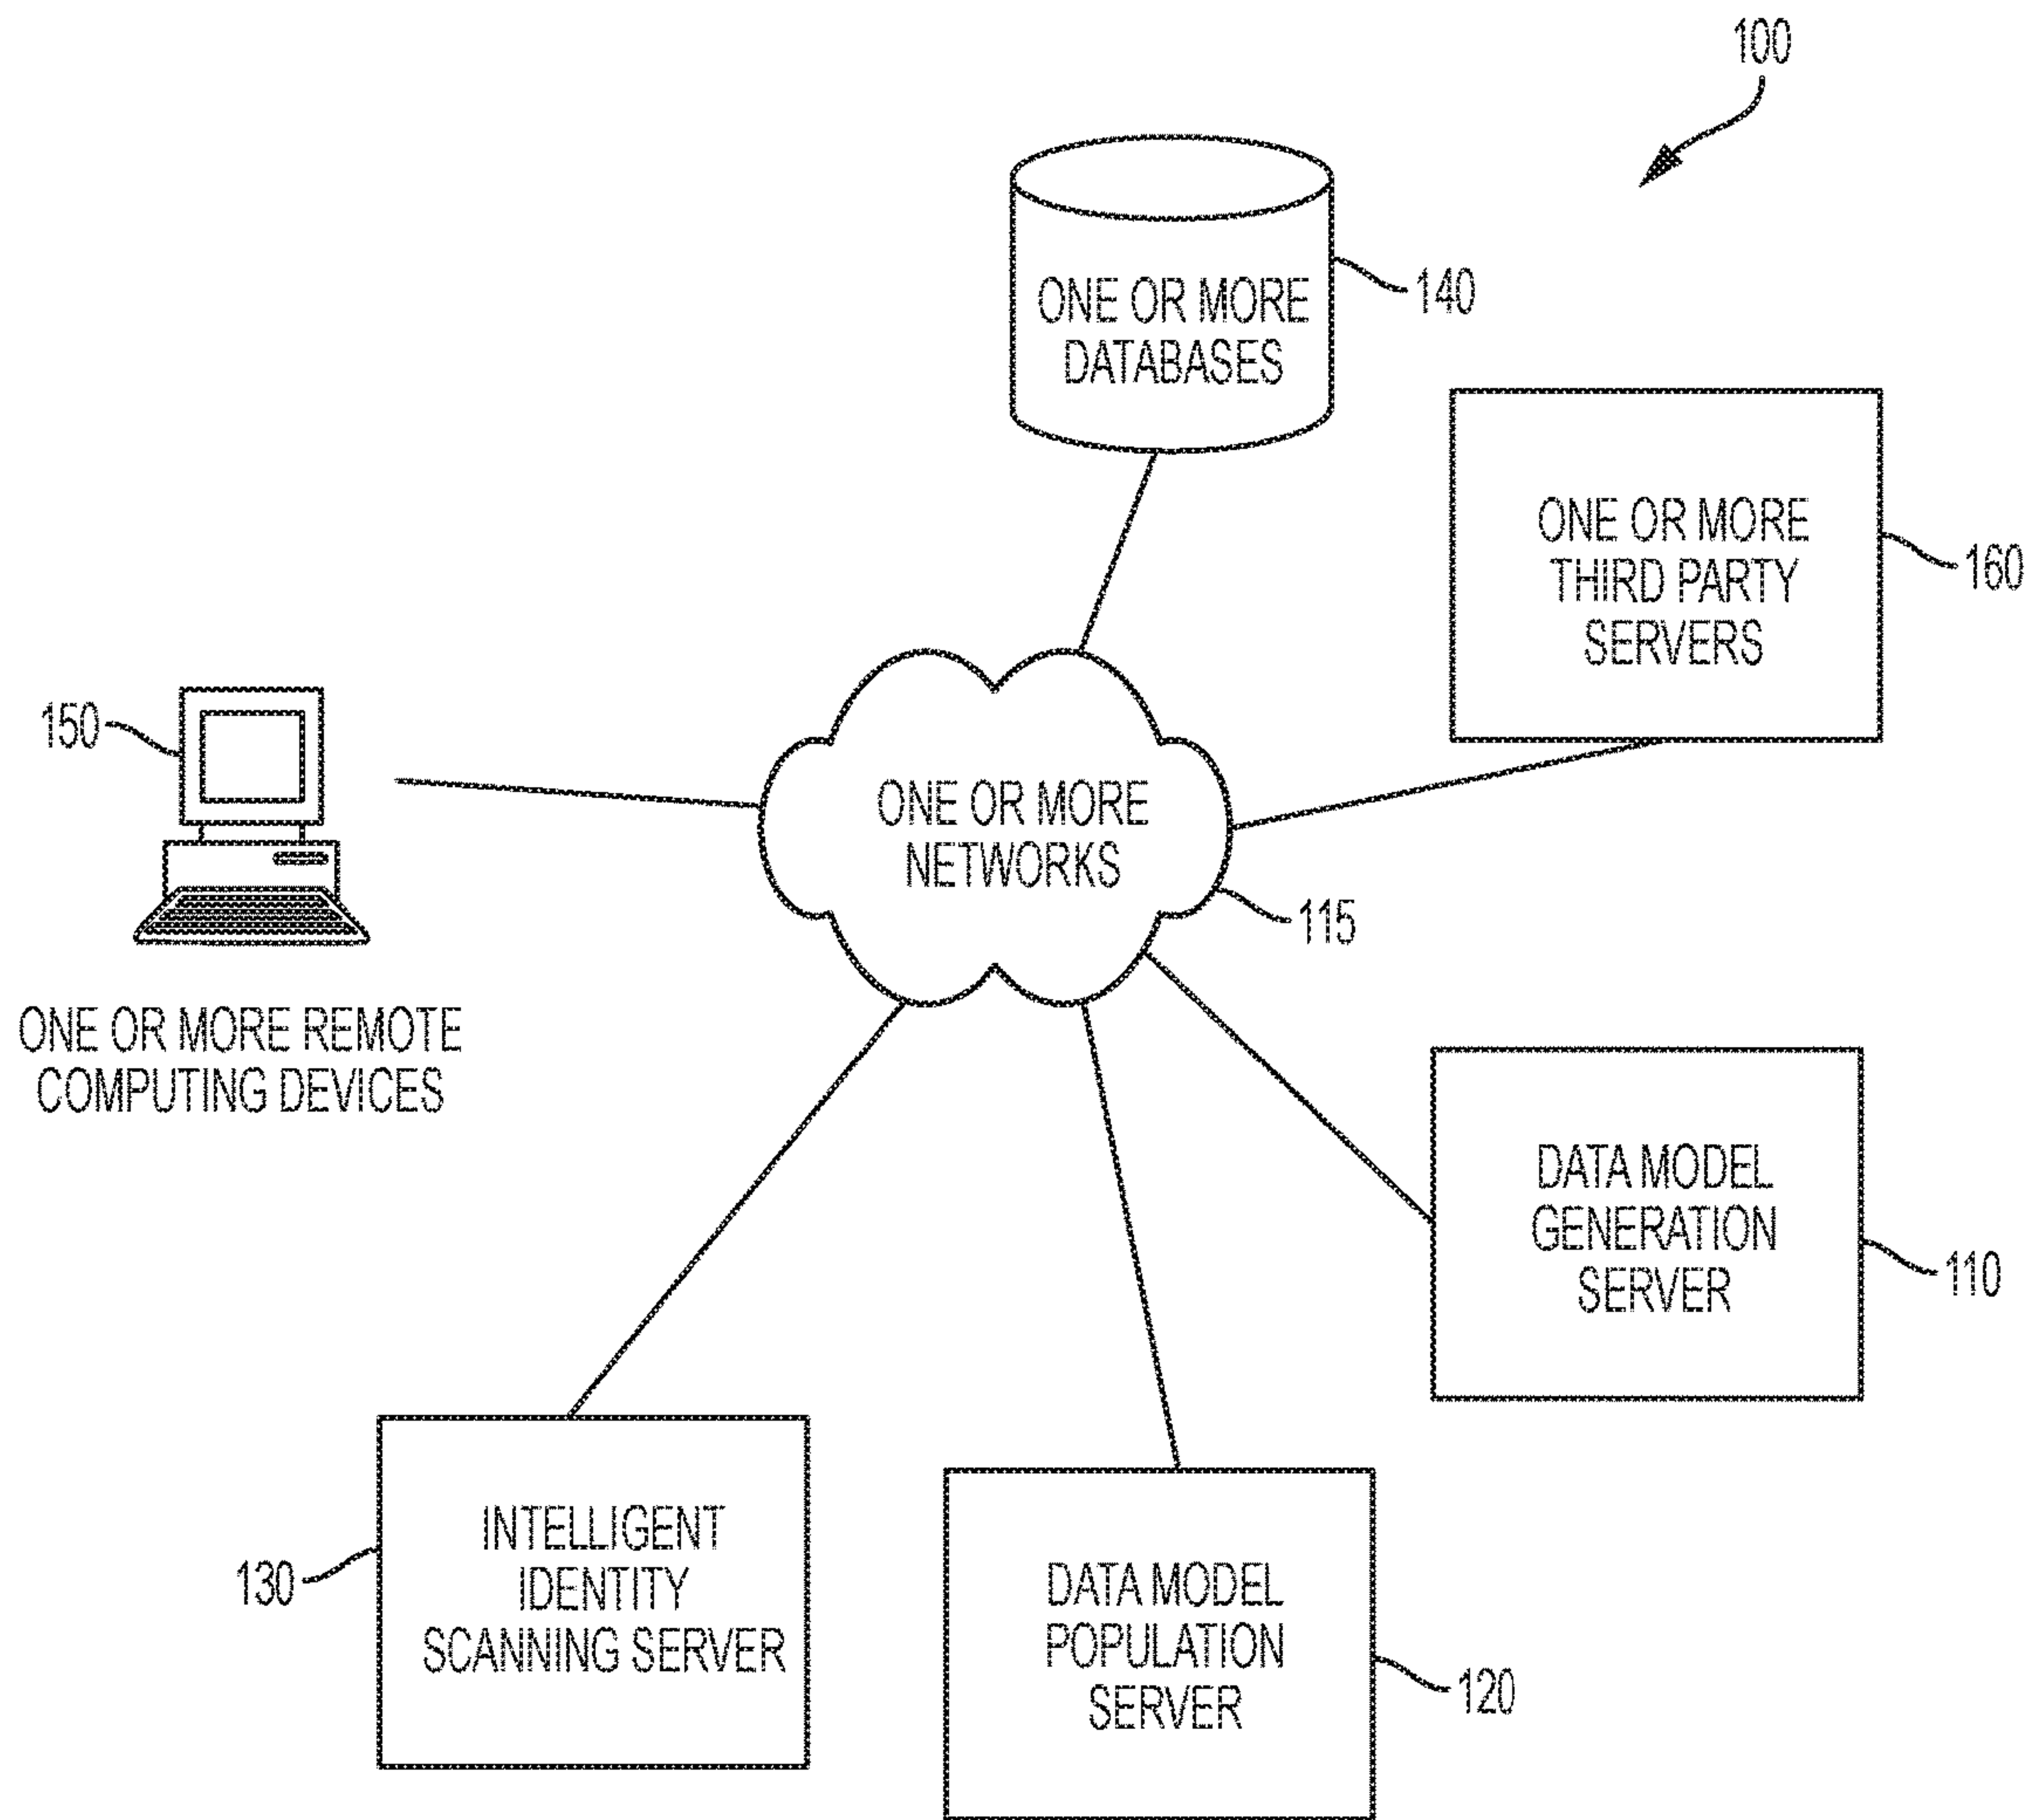 100
ONE OR MORE
DATABASES
140
ONE OR MORE
THIRD PARTY
SERVERS
160
150
ONE OR MORE
NETWORKS
115
ONE OR MORE REMOTE
COMPUTING DEVICES
DATA MODEL
GENERATION
SERVER
110
INTELLIGENT
IDENTITY
SCANNING SERVER
130
DATA MODEL
POPULATION
SERVER
120